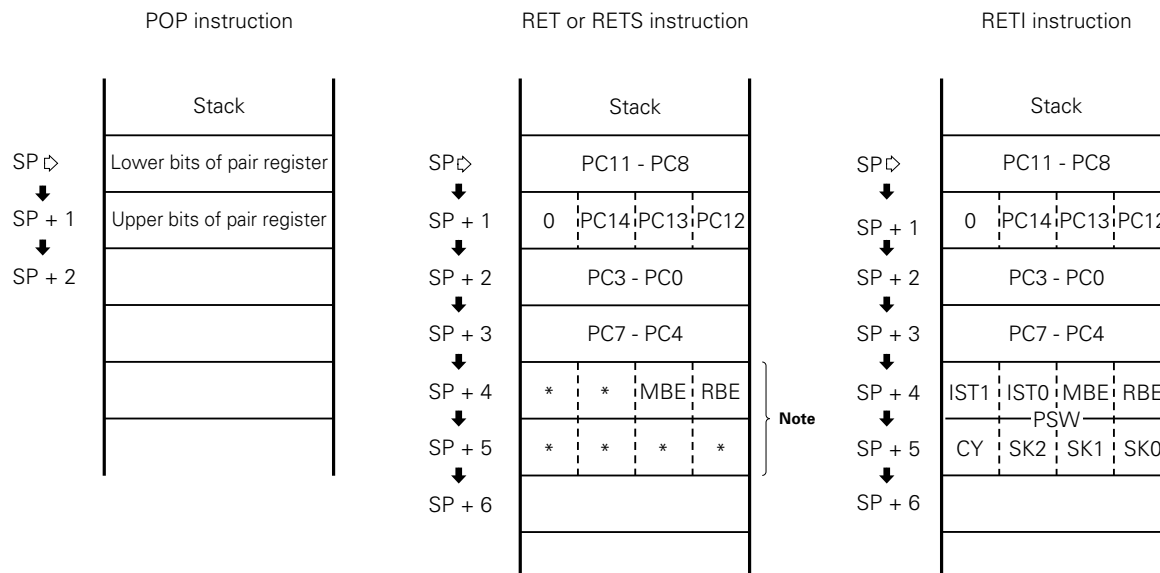 POP instruction
RET or RETS instruction
RETI instruction
Stack
SP
Lower bits of pair register
SP + 1
Upper bits of pair register
SP + 2
Stack
SP
PC11 - PC8
SP + 1
0 PC14 PC13 PC12
SP + 2
PC3 - PC0
SP + 3
PC7 - PC4
SP + 4
* * MBE RBE
SP + 5
* * * *
Note
SP + 6
Stack
SP
PC11 - PC8
SP + 1
0 PC14 PC13 PC12
SP + 2
PC3 - PC0
SP + 3
PC7 - PC4
SP + 4
IST1 IST0 MBE RBE
PSW
SP + 5
CY SK2 SK1 SK0
SP + 6